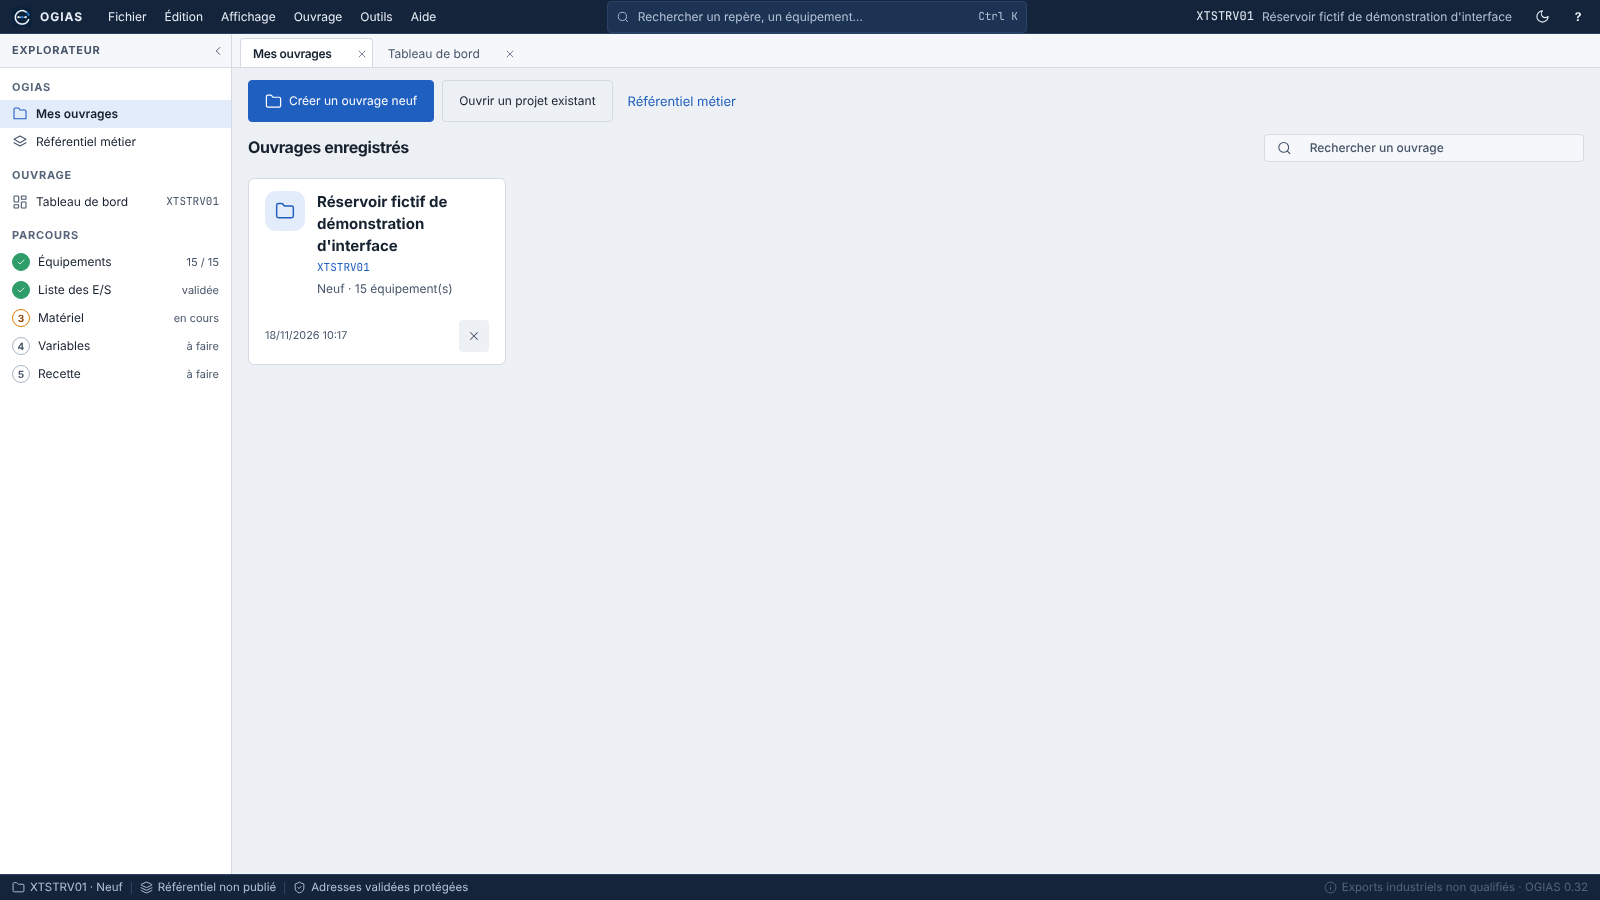 OGIAS Fichier Édition Affichage Ouvrage Outils Aide Rechercher un repère, un équipement... Ctrl K XTSTRV01 Réservoir fictif de démonstration d'interface ?
EXPLORATEUR
Mes ouvrages Tableau de bord
OGIAS
Mes ouvrages
Référentiel métier
OUVRAGE
Tableau de bord XTSTRV01
PARCOURS
Équipements 15 / 15
Liste des E/S validée
3 Matériel en cours
4 Variables à faire
5 Recette à faire
Créer un ouvrage neuf Ouvrir un projet existant Référentiel métier
Ouvrages enregistrés Rechercher un ouvrage
Réservoir fictif de
démonstration
d'interface
XTSTRV01
Neuf · 15 équipement(s)
18/11/2026 10:17
XTSTRV01 · Neuf Référentiel non publié Adresses validées protégées Exports industriels non qualifiés · OGIAS 0.32